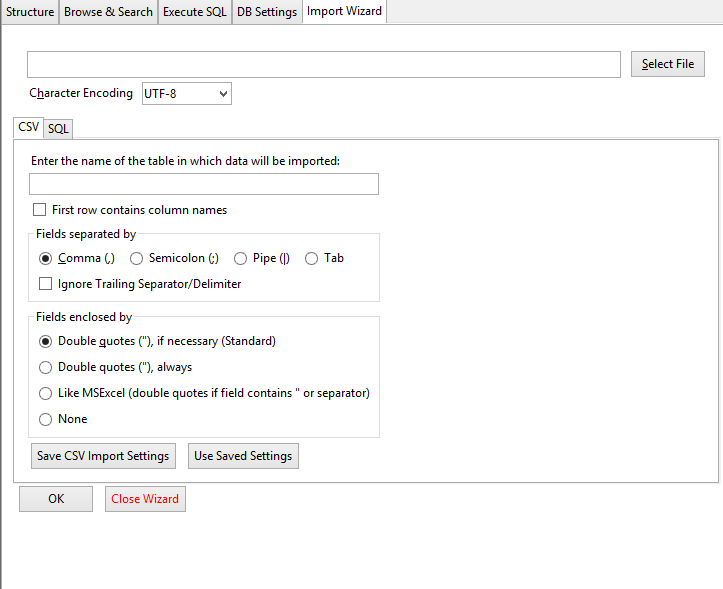 Structure Browse & Search Execute SQL DB Settings Import Wizard
Select File
Character Encoding UTF-8
CSV SQL
Enter the name of the table in which data will be imported:
First row contains column names
Fields separated by
Comma (,) Semicolon (;) Pipe (|) Tab
Ignore Trailing Separator/Delimiter
Fields enclosed by
Double quotes ("), if necessary (Standard)
Double quotes ("), always
Like MSExcel (double quotes if field contains " or separator)
None
Save CSV Import Settings Use Saved Settings
OK Close Wizard